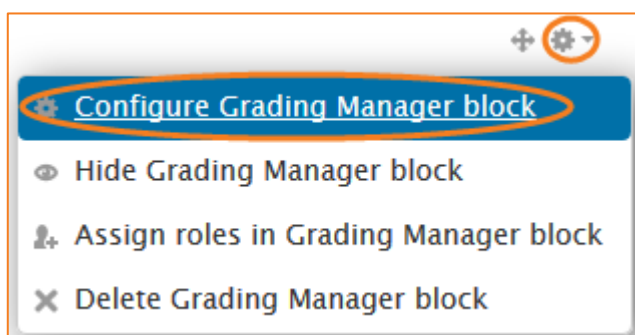 Configure Grading Manager block
Hide Grading Manager block
Assign roles in Grading Manager block
Delete Grading Manager block